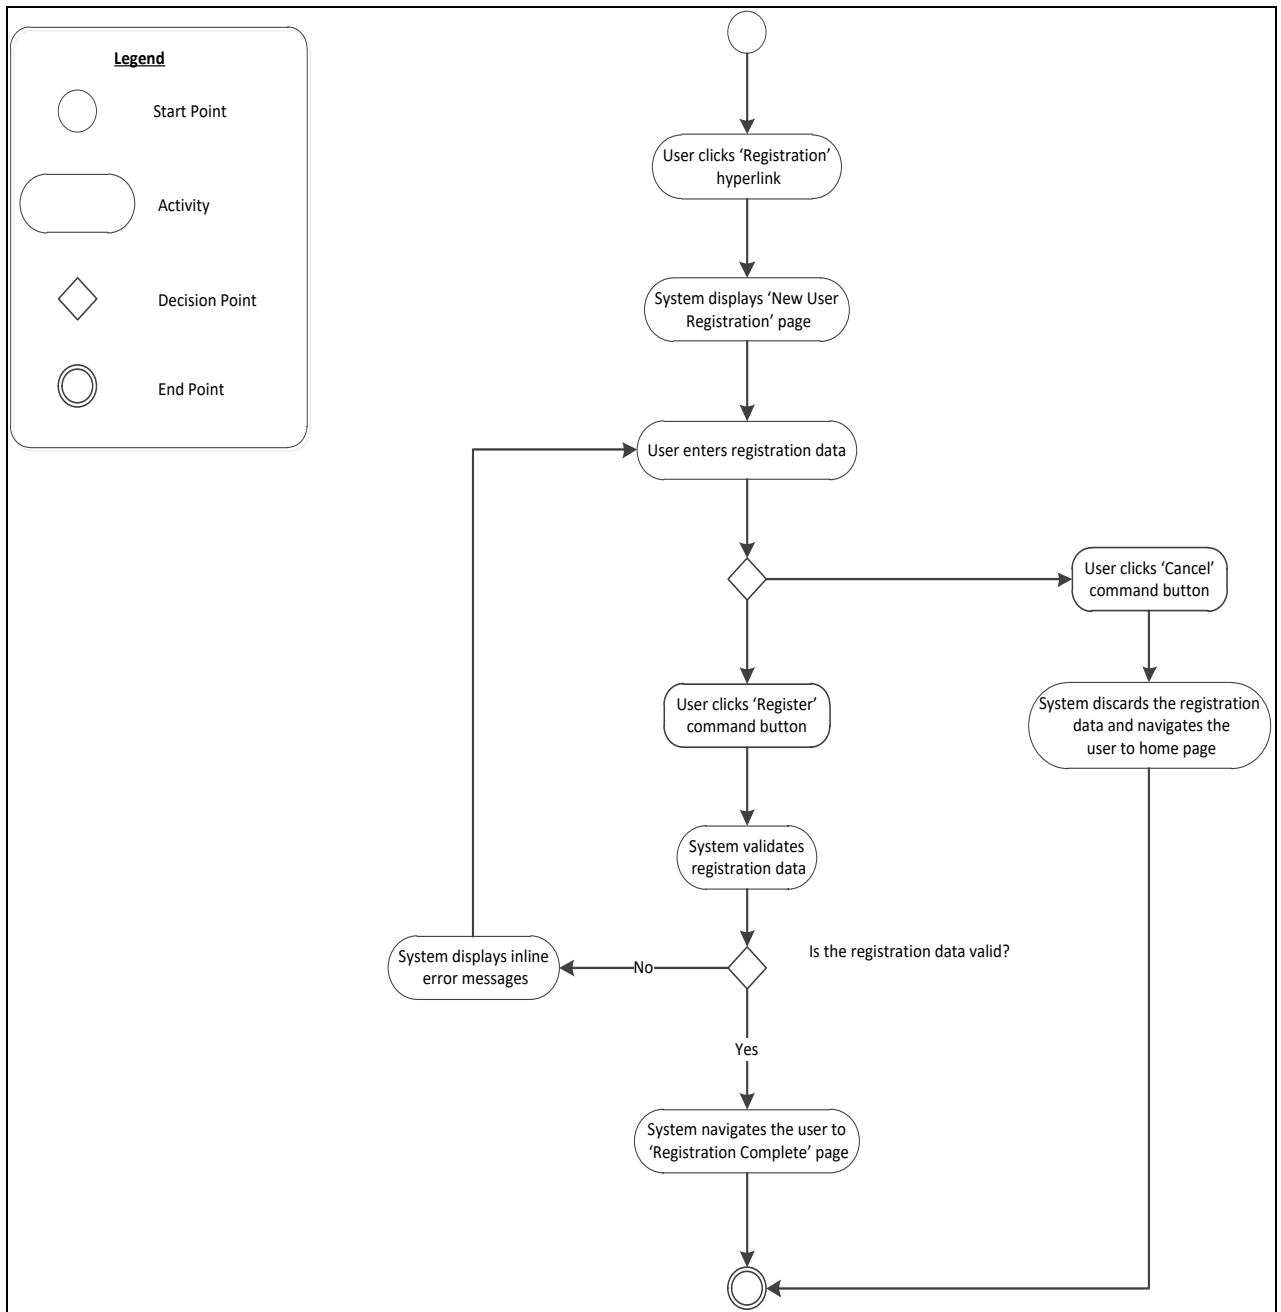 Legend
Start Point
Activity
Decision Point
End Point
User clicks ‘Registration’
hyperlink
System displays ‘New User
Registration’ page
User enters registration data
User clicks ‘Cancel’
command button
User clicks ‘Register’
command button
System discards the registration
data and navigates the
user to home page
System validates
registration data
Is the registration data valid?
System displays inline
error messages
No
Yes
System navigates the user to
‘Registration Complete’ page